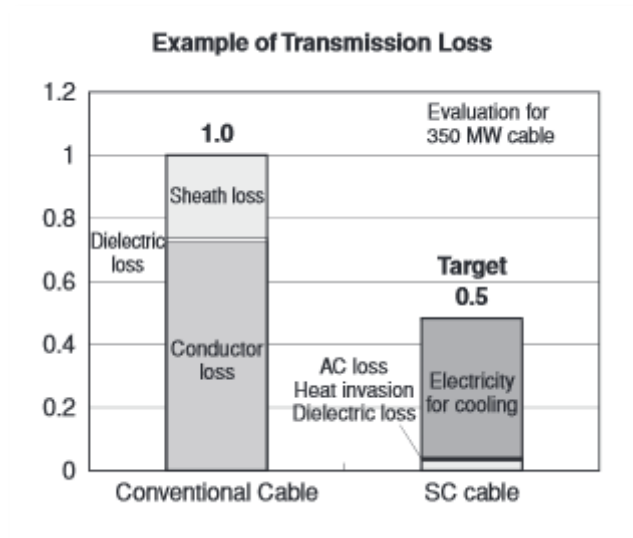 Example of Transmission Loss
1.2
1
0.8
0.6
0.4
0.2
0
Evaluation for
350 MW cable
1.0
Sheath loss
Dielectric
loss
Conductor
loss
Target
0.5
AC loss
Heat invasion
Dielectric loss
Electricity
for cooling
Conventional Cable
SC cable